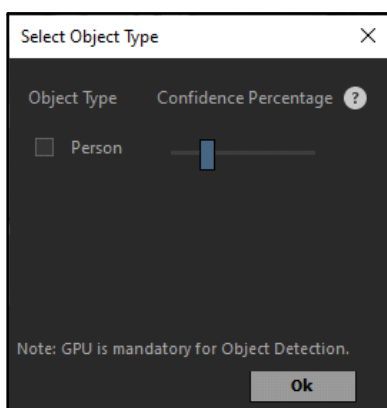 Select Object Type
Object Type Confidence Percentage ?
Person
Note: GPU is mandatory for Object Detection.
Ok